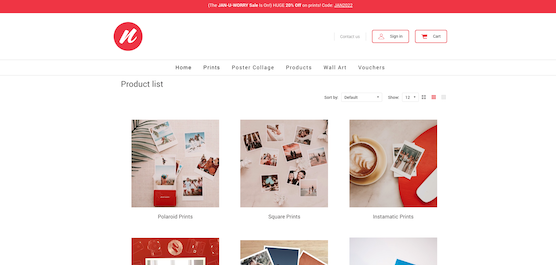 (The JAN-U-WORRY Sale is On!) HUGE 20% Off on prints! Code: JAN2022
n
Contact us
Sign in
Cart
Home
Prints
Poster Collage
Products
Wall Art
Vouchers
Product list
Sort by: Default
Show: 12
Polaroid Prints
Square Prints
Instamatic Prints